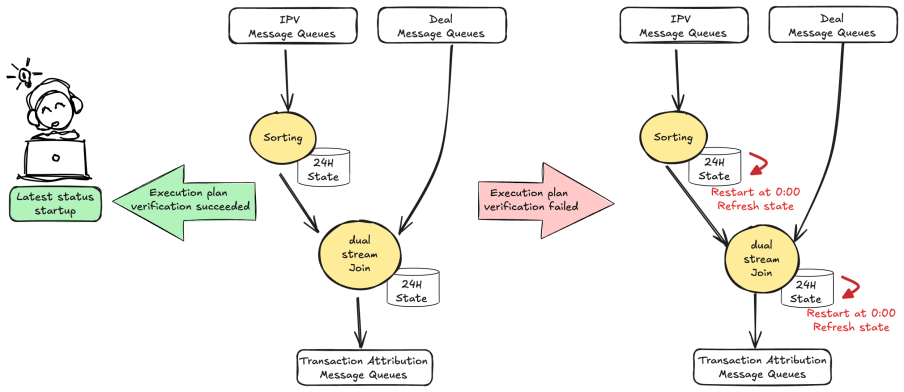 IPV
Message Queues
Deal
Message Queues
Sorting
24H
State
Latest status
startup
Execution plan
verification succeeded
dual
stream
Join
24H
State
Transaction Attribution
Message Queues
Execution plan
verification failed
IPV
Message Queues
Deal
Message Queues
Sorting
24H
State
Restart at 0:00
Refresh state
dual
stream
Join
24H
State
Restart at 0:00
Refresh state
Transaction Attribution
Message Queues